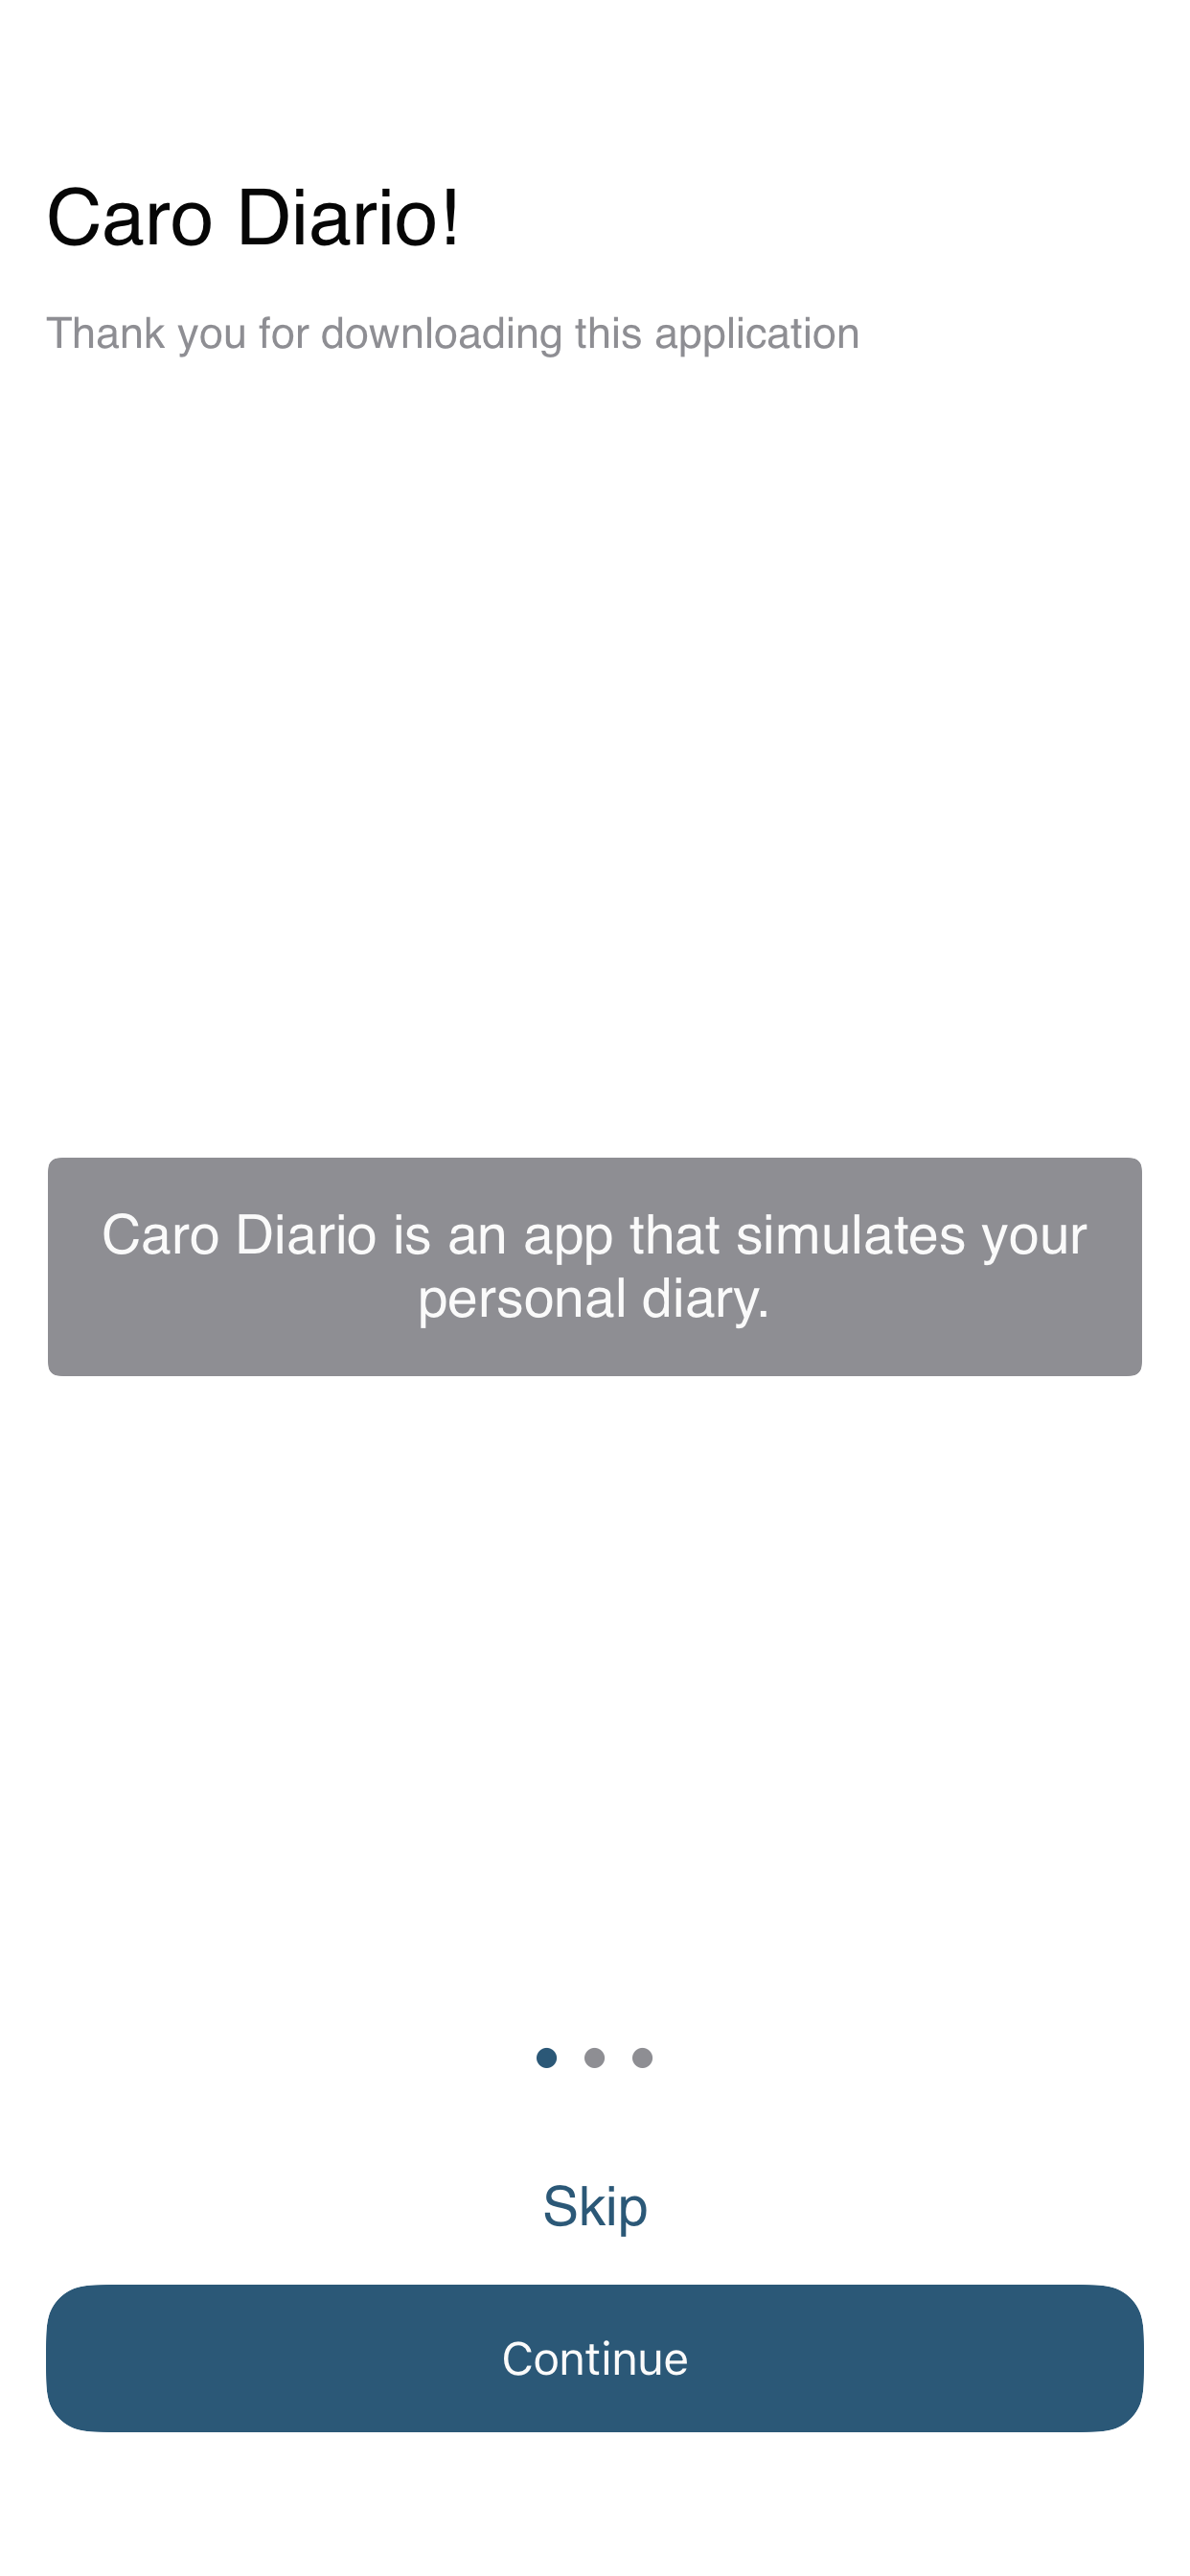 Caro Diario!
Thank you for downloading this application
Caro Diario is an app that simulates your
personal diary.
Skip
Continue